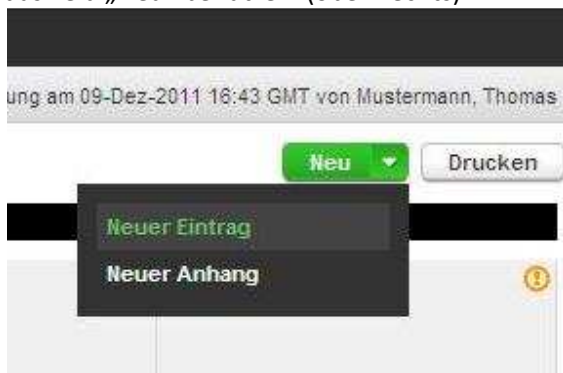 ung am 09-Dez-2011 16:43 GMT von Mustermann, Thomas
Neu Drucken
Neuer Eintrag
Neuer Anhang